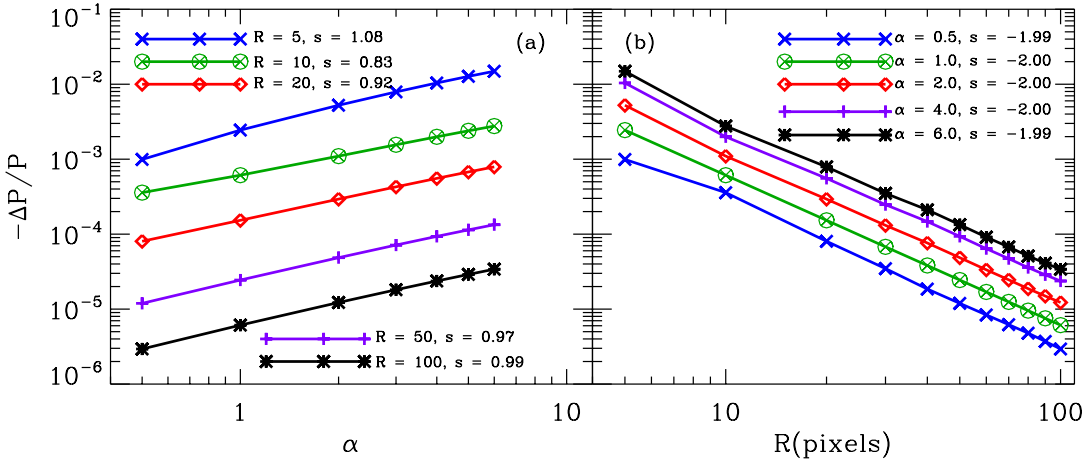 10⁻¹
10⁻²
10⁻³
10⁻⁴
10⁻⁵
10⁻⁶
−ΔP/P
R = 5, s = 1.08
R = 10, s = 0.83
R = 20, s = 0.92
(a)
R = 50, s = 0.97
R = 100, s = 0.99
1
10
α
(b)
α = 0.5, s = −1.99
α = 1.0, s = −2.00
α = 2.0, s = −2.00
α = 4.0, s = −2.00
α = 6.0, s = −1.99
10
100
R(pixels)